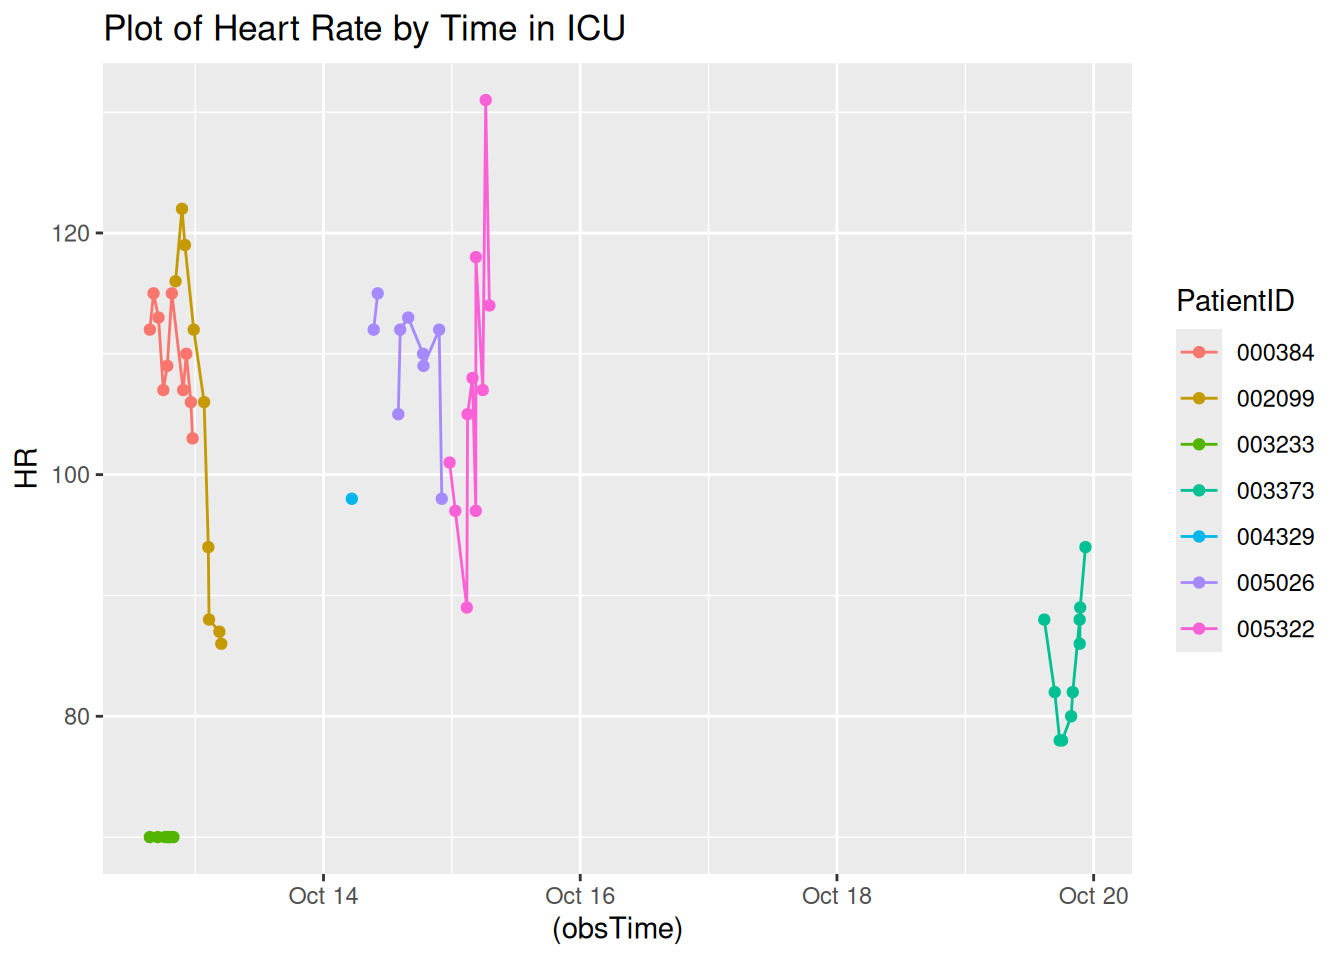 Plot of Heart Rate by Time in ICU
HR
120
100
80
Oct 14
Oct 16
Oct 18
Oct 20
(obsTime)
PatientID
000384
002099
003233
003373
004329
005026
005322